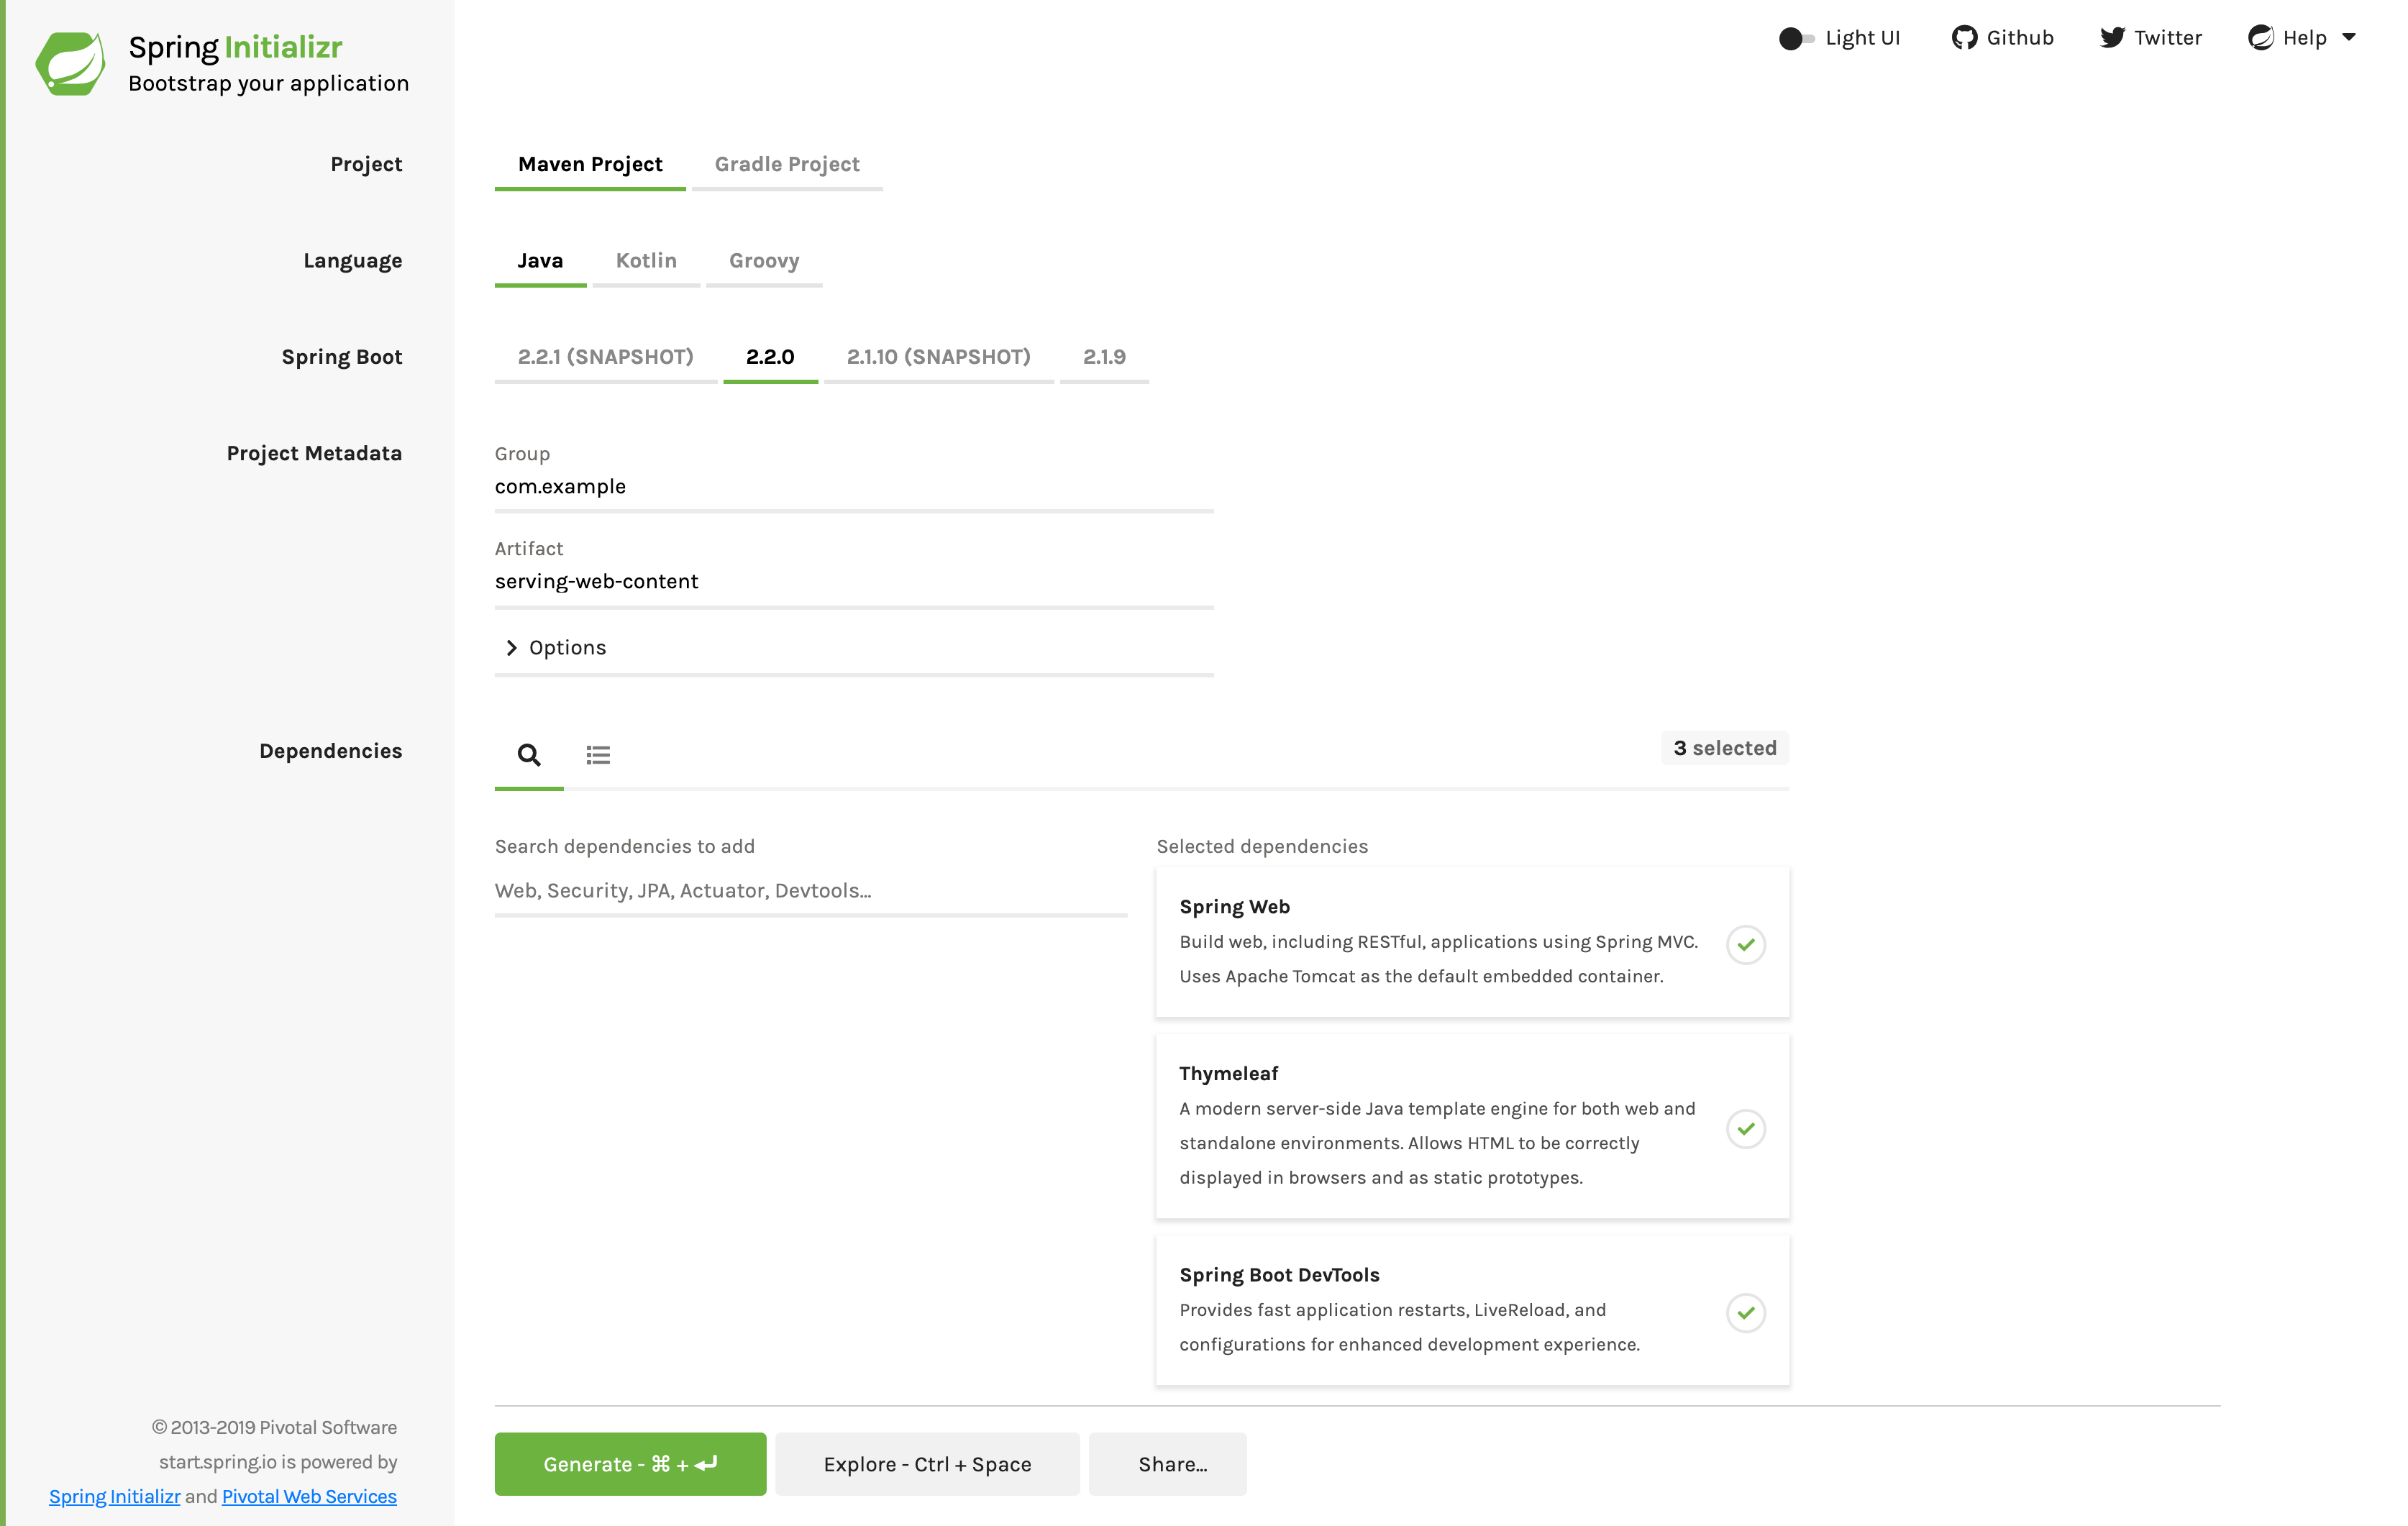 Spring Initializr
Bootstrap your application
Light UI
Github
Twitter
Help
Project
Maven Project
Gradle Project
Language
Java
Kotlin
Groovy
Spring Boot
2.2.1 (SNAPSHOT)
2.2.0
2.1.10 (SNAPSHOT)
2.1.9
Project Metadata
Group
com.example
Artifact
serving-web-content
Options
Dependencies
3 selected
Search dependencies to add
Web, Security, JPA, Actuator, Devtools...
Selected dependencies
Spring Web
Build web, including RESTful, applications using Spring MVC.
Uses Apache Tomcat as the default embedded container.
Thymeleaf
A modern server-side Java template engine for both web and
standalone environments. Allows HTML to be correctly
displayed in browsers and as static prototypes.
Spring Boot DevTools
Provides fast application restarts, LiveReload, and
configurations for enhanced development experience.
© 2013-2019 Pivotal Software
start.spring.io is powered by
Spring Initializr and Pivotal Web Services
Generate - ⌘ + ↵
Explore - Ctrl + Space
Share...